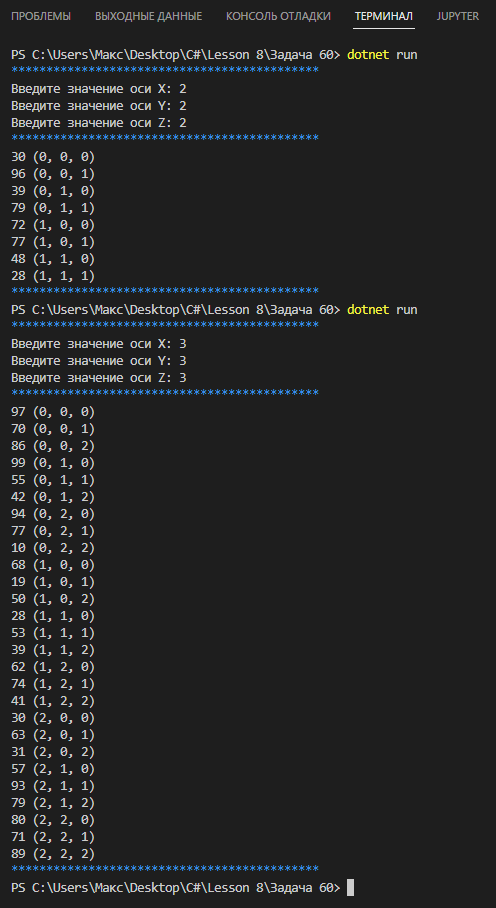 ПРОБЛЕМЫ ВЫХОДНЫЕ ДАННЫЕ КОНСОЛЬ ОТЛАДКИ ТЕРМИНАЛ JUPYTER
PS C:\Users\Макс\Desktop\C#\Lesson 8\Задача 60> dotnet run
********************************************
Введите значение оси X: 2
Введите значение оси Y: 2
Введите значение оси Z: 2
********************************************
30 (0, 0, 0)
96 (0, 0, 1)
39 (0, 1, 0)
79 (0, 1, 1)
72 (1, 0, 0)
77 (1, 0, 1)
48 (1, 1, 0)
28 (1, 1, 1)
********************************************
PS C:\Users\Макс\Desktop\C#\Lesson 8\Задача 60> dotnet run
********************************************
Введите значение оси X: 3
Введите значение оси Y: 3
Введите значение оси Z: 3
********************************************
97 (0, 0, 0)
70 (0, 0, 1)
86 (0, 0, 2)
99 (0, 1, 0)
55 (0, 1, 1)
42 (0, 1, 2)
94 (0, 2, 0)
77 (0, 2, 1)
10 (0, 2, 2)
68 (1, 0, 0)
19 (1, 0, 1)
50 (1, 0, 2)
28 (1, 1, 0)
53 (1, 1, 1)
39 (1, 1, 2)
62 (1, 2, 0)
74 (1, 2, 1)
41 (1, 2, 2)
30 (2, 0, 0)
63 (2, 0, 1)
31 (2, 0, 2)
57 (2, 1, 0)
93 (2, 1, 1)
79 (2, 1, 2)
80 (2, 2, 0)
71 (2, 2, 1)
89 (2, 2, 2)
********************************************
PS C:\Users\Макс\Desktop\C#\Lesson 8\Задача 60>